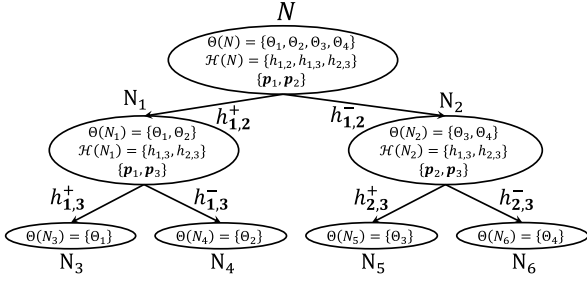 N
Θ(N) = {Θ₁, Θ₂, Θ₃, Θ₄}
ℋ(N) = {h₁,₂, h₁,₃, h₂,₃}
{𝒑₁, 𝒑₂}
N₁
h⁺₁,₂
h⁻₁,₂
N₂
Θ(N₁) = {Θ₁, Θ₂}
ℋ(N₁) = {h₁,₃, h₂,₃}
{𝒑₁, 𝒑₃}
Θ(N₂) = {Θ₃, Θ₄}
ℋ(N₂) = {h₁,₃, h₂,₃}
{𝒑₂, 𝒑₃}
h⁺₁,₃
h⁻₁,₃
h⁺₂,₃
h⁻₂,₃
Θ(N₃) = {Θ₁}
Θ(N₄) = {Θ₂}
Θ(N₅) = {Θ₃}
Θ(N₆) = {Θ₄}
N₃
N₄
N₅
N₆